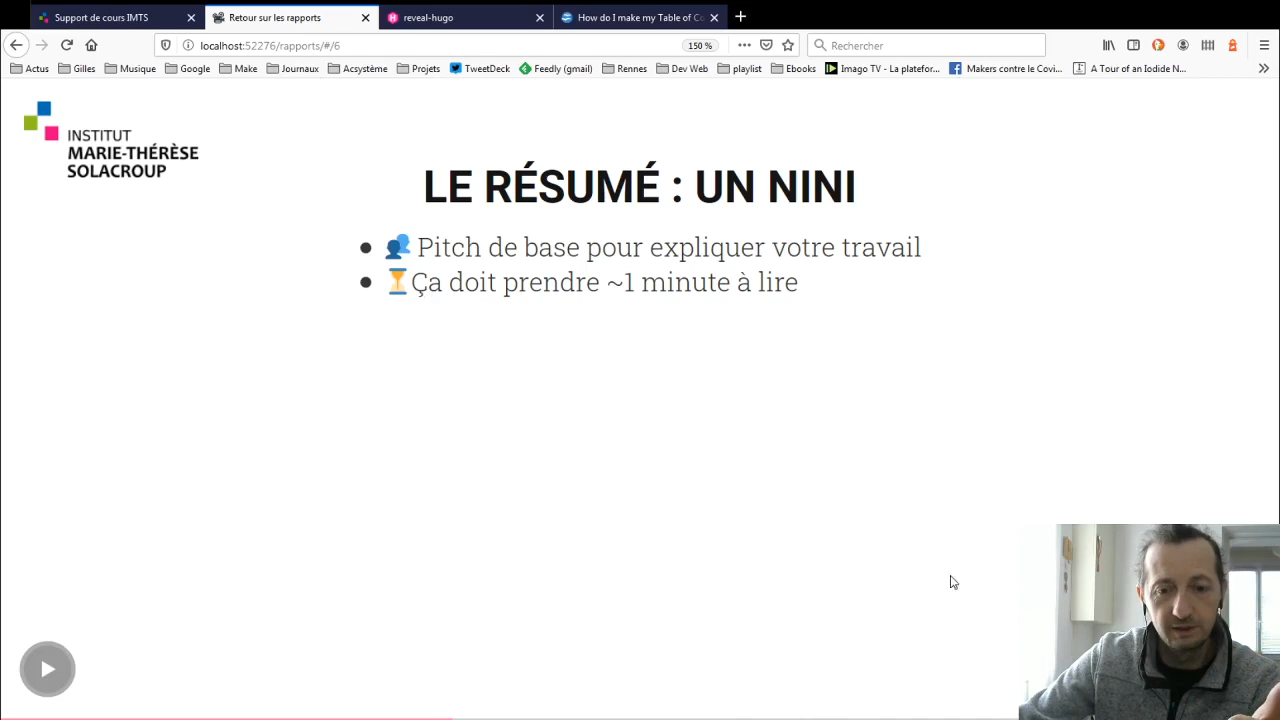 Support de cours IMTS
Retour sur les rapports
reveal-hugo
How do I make my Table of Co
localhost:52276/rapports/#/6
150 %
Rechercher
Actus
Gilles
Musique
Google
Make
Journaux
Acsystème
Projets
TweetDeck
Feedly (gmail)
Rennes
Dev Web
playlist
Ebooks
Imago TV - La platefor...
Makers contre le Covi...
A Tour of an Iodide N...
INSTITUT
MARIE-THÉRÈSE
SOLACROUP
LE RÉSUMÉ : UN NINI
Pitch de base pour expliquer votre travail
Ça doit prendre ~1 minute à lire